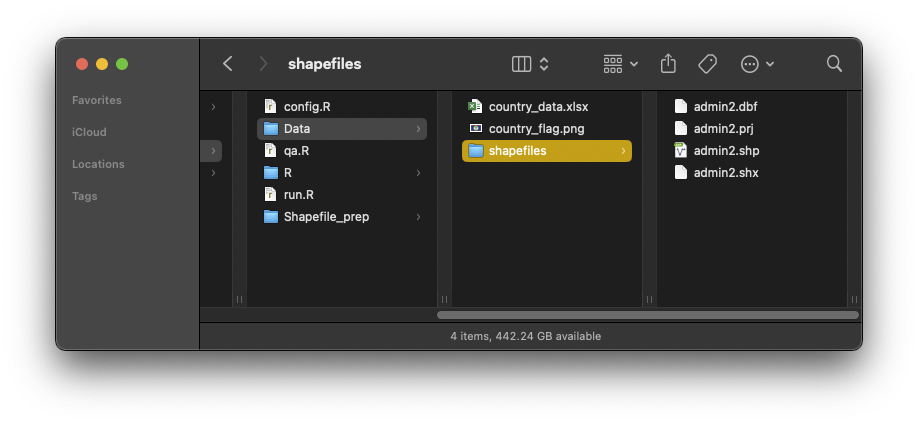 shapefiles
Favorites
iCloud
Locations
Tags
config.R
Data
qa.R
R
run.R
Shapefile_prep
country_data.xlsx
country_flag.png
shapefiles
admin2.dbf
admin2.prj
admin2.shp
admin2.shx
4 items, 442.24 GB available